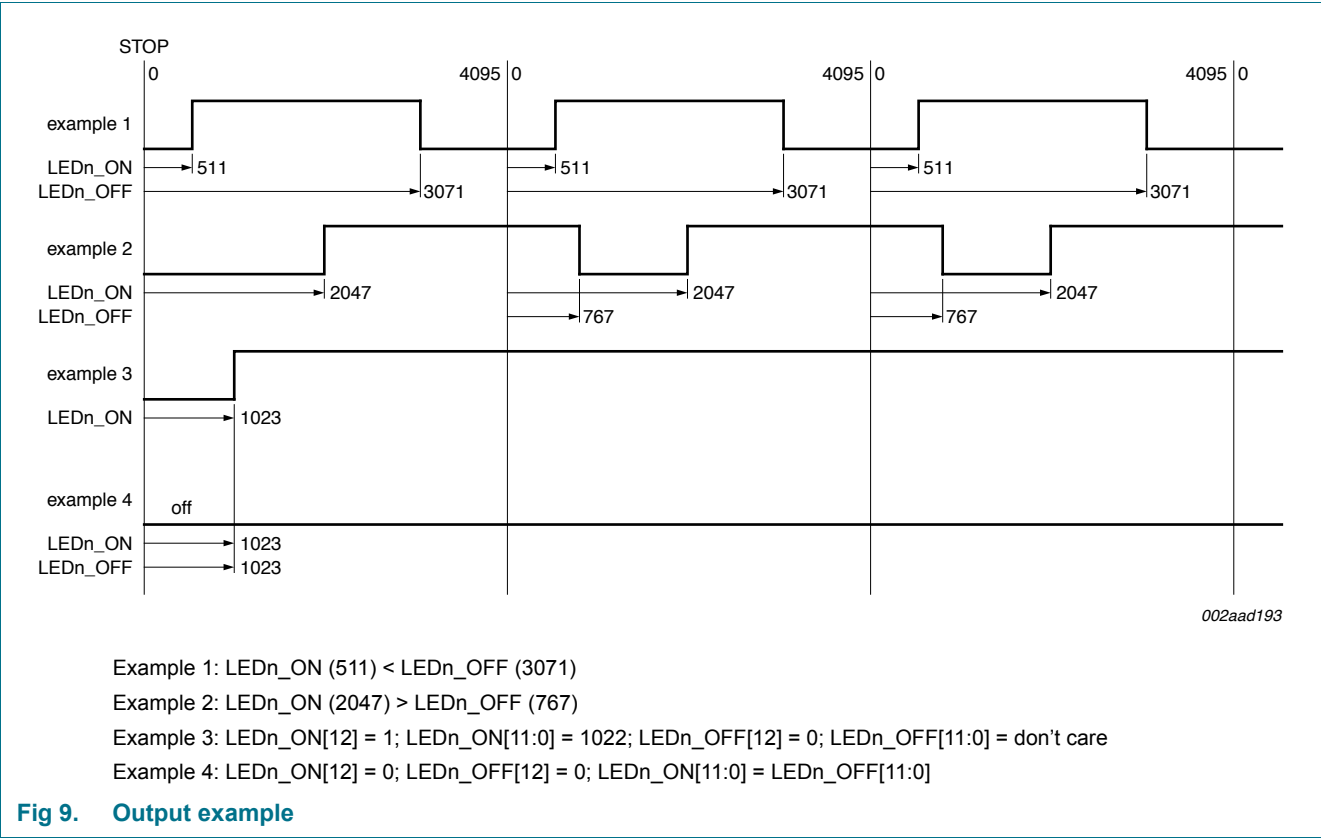 STOP
0 4095 0 4095 0 4095 0
example 1
LEDn_ON 511 511 511
LEDn_OFF 3071 3071 3071
example 2
LEDn_ON 2047 2047 2047
LEDn_OFF 767 767
example 3
LEDn_ON 1023
example 4 off
LEDn_ON 1023
LEDn_OFF 1023
002aad193
Example 1: LEDn_ON (511) < LEDn_OFF (3071)
Example 2: LEDn_ON (2047) > LEDn_OFF (767)
Example 3: LEDn_ON[12] = 1; LEDn_ON[11:0] = 1022; LEDn_OFF[12] = 0; LEDn_OFF[11:0] = don't care
Example 4: LEDn_ON[12] = 0; LEDn_OFF[12] = 0; LEDn_ON[11:0] = LEDn_OFF[11:0]
Fig 9. Output example